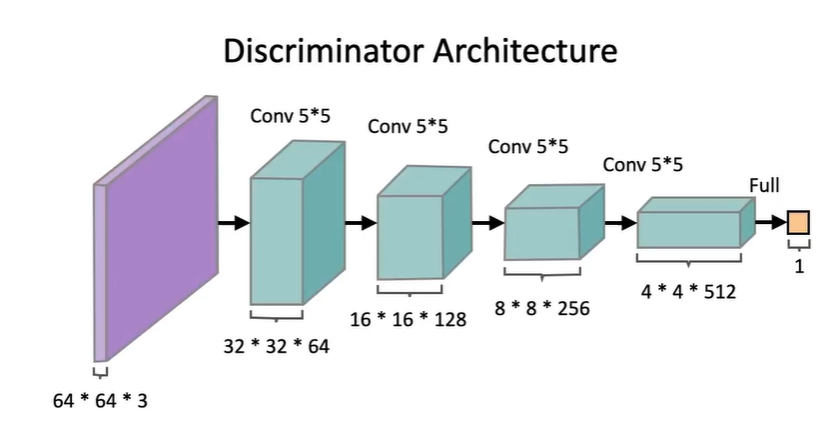 Discriminator Architecture
Conv 5*5
Conv 5*5
Conv 5*5
Conv 5*5
Full
64 * 64 * 3
32 * 32 * 64
16 * 16 * 128
8 * 8 * 256
4 * 4 * 512
1